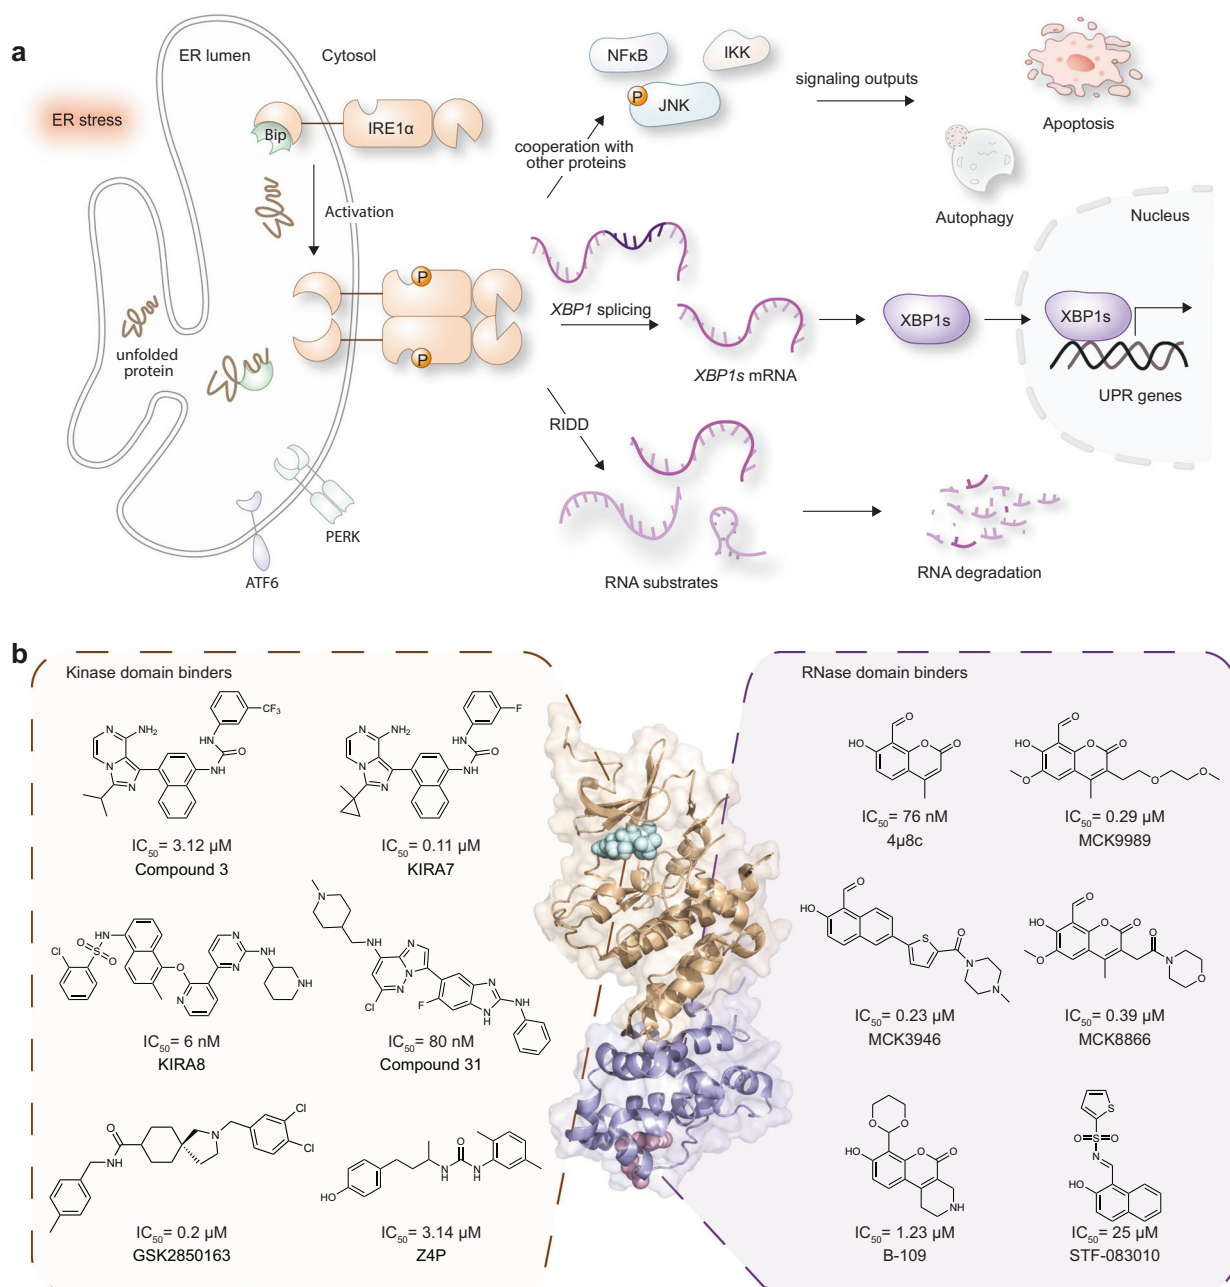 a
ER lumen
Cytosol
ER stress
Bip
IRE1α
Activation
P
P
unfolded
protein
PERK
ATF6
cooperation with
other proteins
NFκB
IKK
P
JNK
signaling outputs
Apoptosis
Autophagy
XBP1 splicing
XBP1s mRNA
XBP1s
Nucleus
XBP1s
UPR genes
RIDD
RNA substrates
RNA degradation
b
Kinase domain binders
N
NH2
N
N
NH
O
NH
CF3
IC50= 3.12 µM
Compound 3
N
NH2
N
N
NH
O
NH
F
IC50= 0.11 µM
KIRA7
Cl
O
S
O
NH
O
N
N
N
NH
NH
IC50= 6 nM
KIRA8
N
NH
N
N
N
Cl
F
N
N
H
NH
IC50= 80 nM
Compound 31
O
NH
N
Cl
Cl
IC50= 0.2 µM
GSK2850163
HO
N
H
O
N
H
IC50= 3.14 µM
Z4P
RNase domain binders
O
HO
O
O
IC50= 76 nM
4µ8c
O
HO
O
O
O
O
O
IC50= 0.29 µM
MCK9989
O
HO
S
O
N
N
IC50= 0.23 µM
MCK3946
O
HO
O
O
O
O
N
O
IC50= 0.39 µM
MCK8866
O
O
HO
O
O
NH
IC50= 1.23 µM
B-109
S
O
S
O
N
HO
IC50= 25 µM
STF-083010